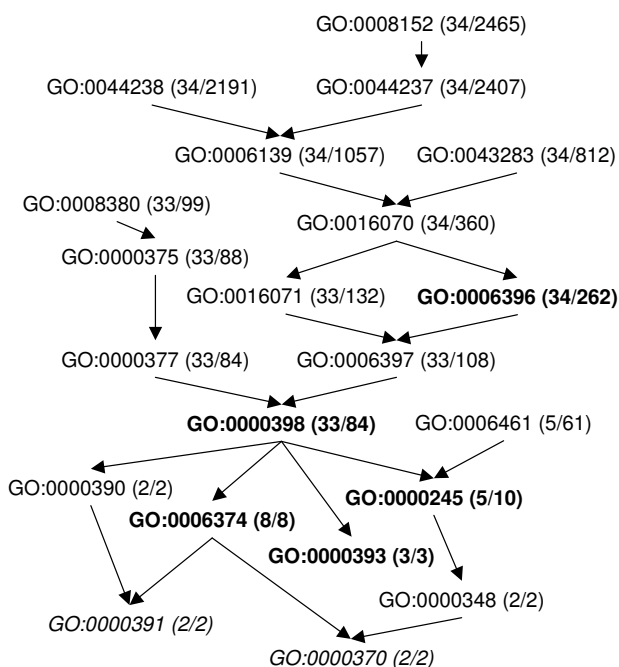 GO:0008152 (34/2465)
GO:0044238 (34/2191)
GO:0044237 (34/2407)
GO:0006139 (34/1057)
GO:0043283 (34/812)
GO:0008380 (33/99)
GO:0016070 (34/360)
GO:0000375 (33/88)
GO:0016071 (33/132)
GO:0006396 (34/262)
GO:0000377 (33/84)
GO:0006397 (33/108)
GO:0000398 (33/84)
GO:0006461 (5/61)
GO:0000390 (2/2)
GO:0000245 (5/10)
GO:0006374 (8/8)
GO:0000393 (3/3)
GO:0000348 (2/2)
GO:0000391 (2/2)
GO:0000370 (2/2)